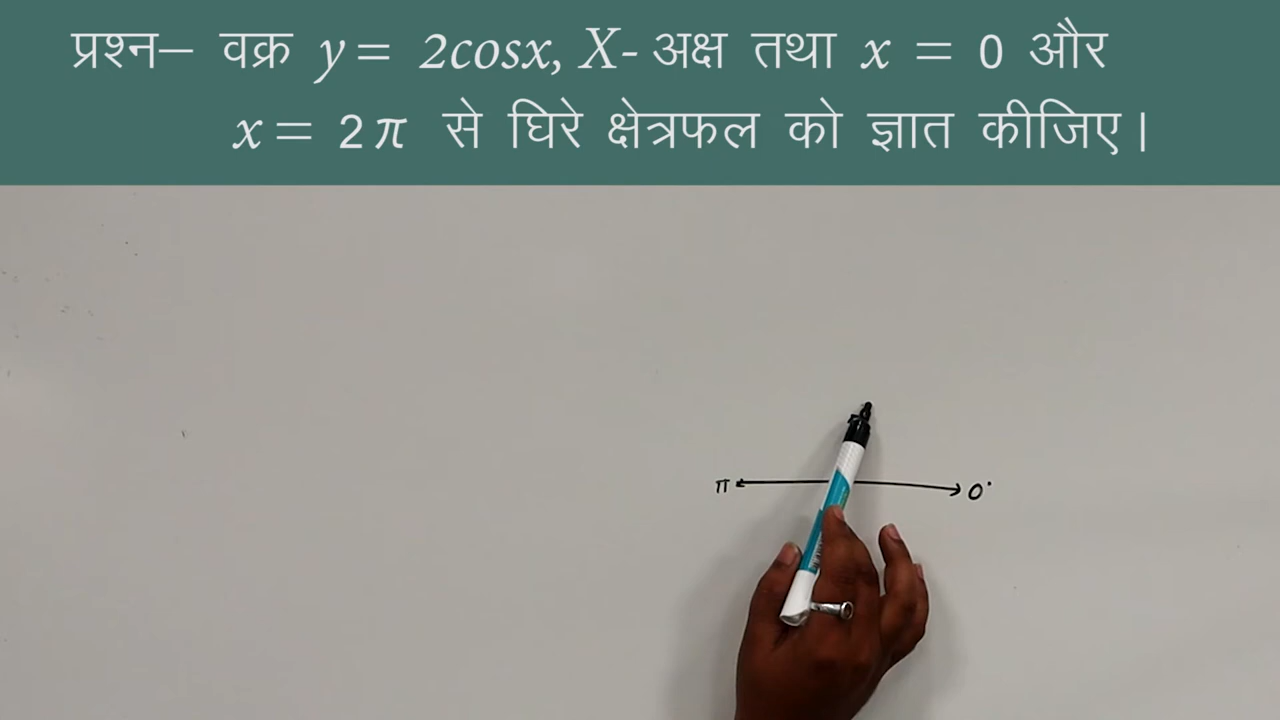 प्रश्न– वक्र y = 2cosx, X- अक्ष तथा x = 0 और
x = 2π से घिरे क्षेत्रफल को ज्ञात कीजिए।
π 0°